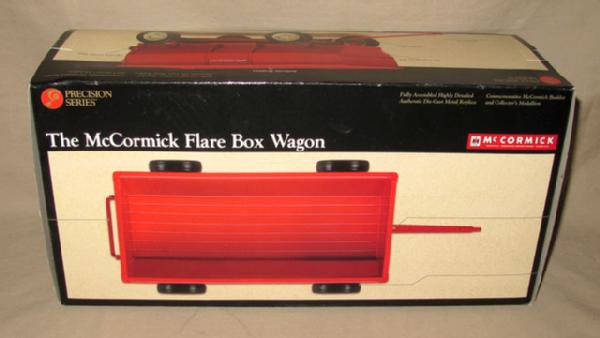 PRECISION
SERIES
Fully Assembled Highly Detailed
Authentic Die-Cast Metal Replica
Commemorative McCormick Booklet
and Collector's Medallion
The McCormick Flare Box Wagon
McCORMICK